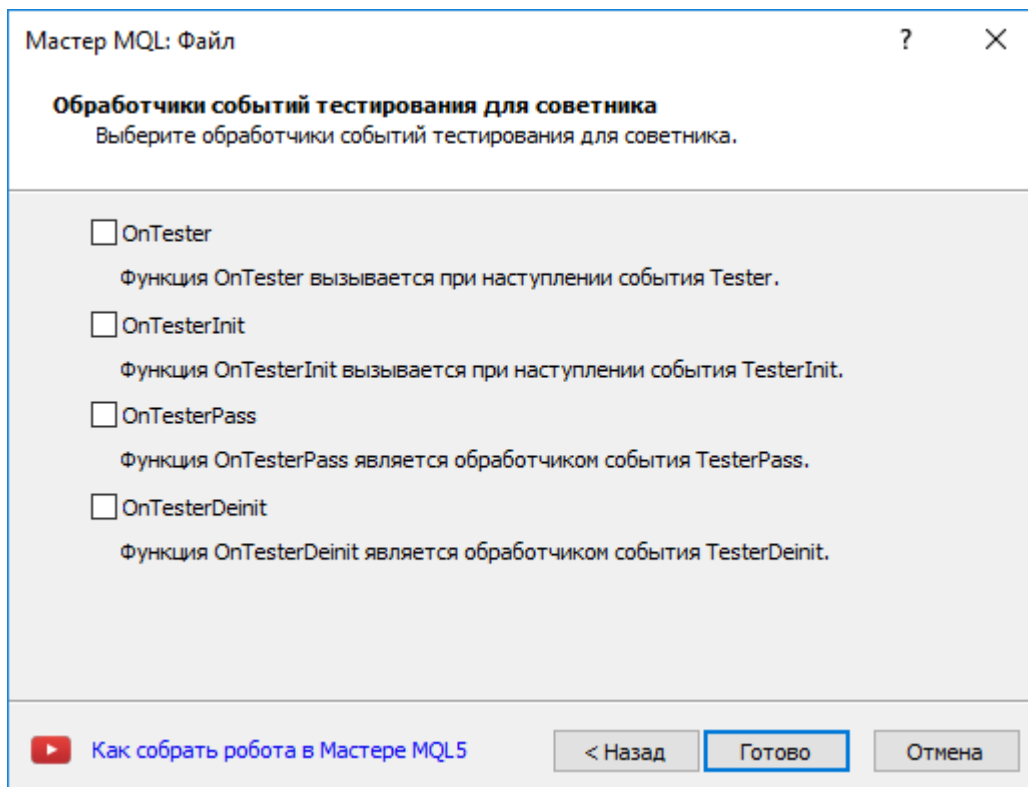 Мастер MQL: Файл
?
Обработчики событий тестирования для советника
Выберите обработчики событий тестирования для советника.
OnTester
Функция OnTester вызывается при наступлении события Tester.
OnTesterInit
Функция OnTesterInit вызывается при наступлении события TesterInit.
OnTesterPass
Функция OnTesterPass является обработчиком события TesterPass.
OnTesterDeinit
Функция OnTesterDeinit является обработчиком события TesterDeinit.
Как собрать робота в Мастере MQL5
< Назад
Готово
Отмена